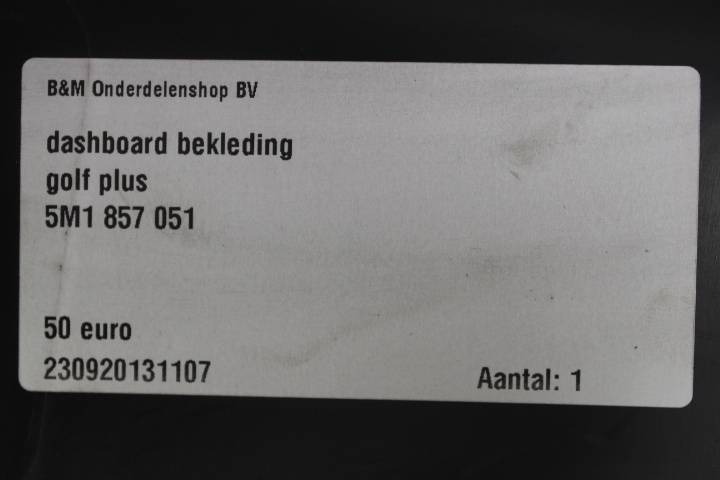 B&M Onderdelenshop BV
dashboard bekleding
golf plus
5M1 857 051
50 euro
230920131107
Aantal: 1